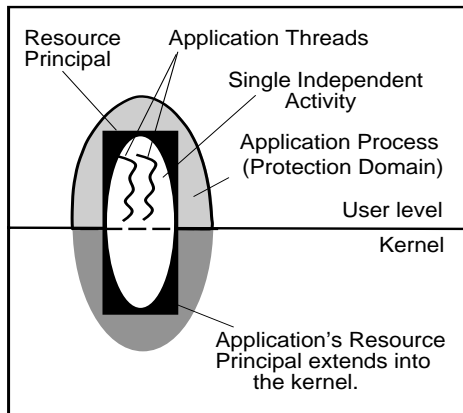 Resource
Principal
Application Threads
Single Independent
Activity
Application Process
(Protection Domain)
User level
Kernel
Application's Resource
Principal extends into
the kernel.